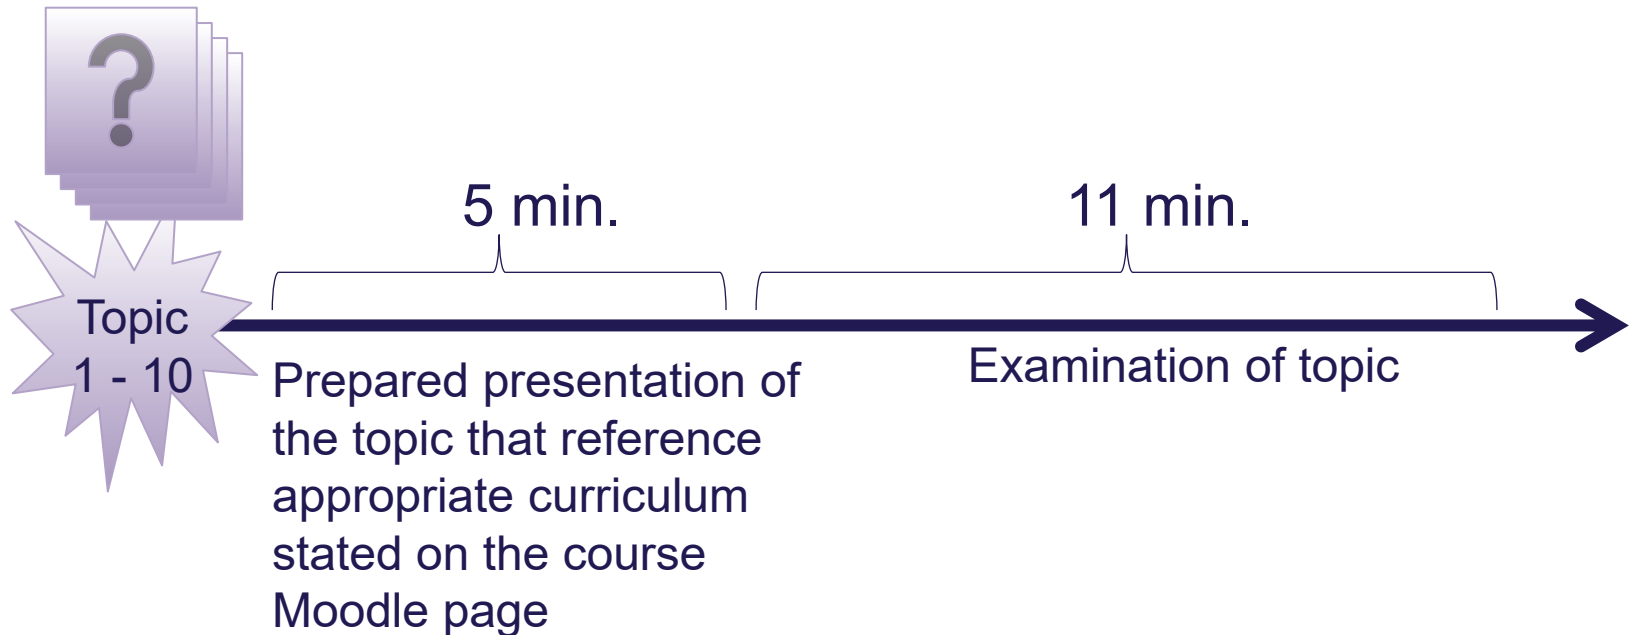 ?
5 min.
11 min.
Topic
1 - 10
Prepared presentation of
the topic that reference
appropriate curriculum
stated on the course
Moodle page
Examination of topic